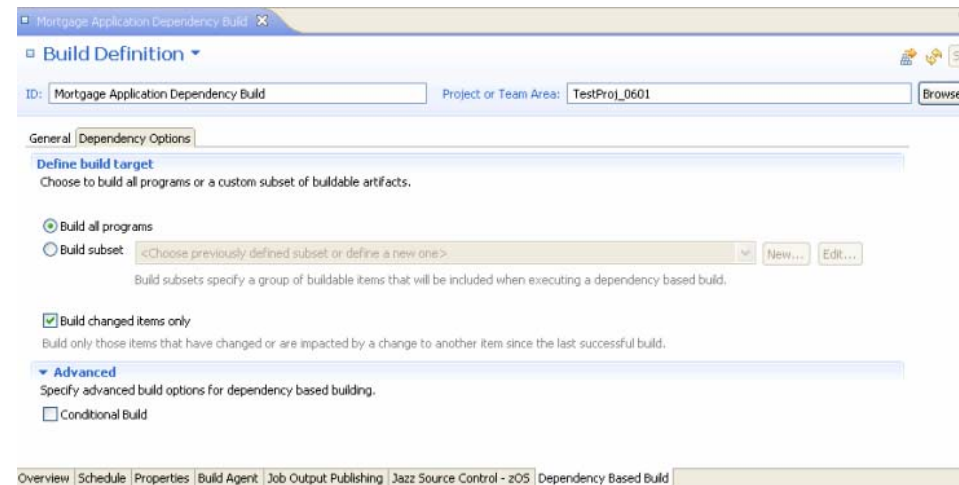 Mortgage Application Dependency Build
Build Definition
ID: Mortgage Application Dependency Build Project or Team Area: TestProj_0601 Browse
General Dependency Options
Define build target
Choose to build all programs or a custom subset of buildable artifacts.
Build all programs
Build subset <Choose previously defined subset or define a new one> New... Edit...
Build subsets specify a group of buildable items that will be included when executing a dependency based build.
Build changed items only
Build only those items that have changed or are impacted by a change to another item since the last successful build.
Advanced
Specify advanced build options for dependency based building.
Conditional Build
Overview Schedule Properties Build Agent Job Output Publishing Jazz Source Control - zOS Dependency Based Build